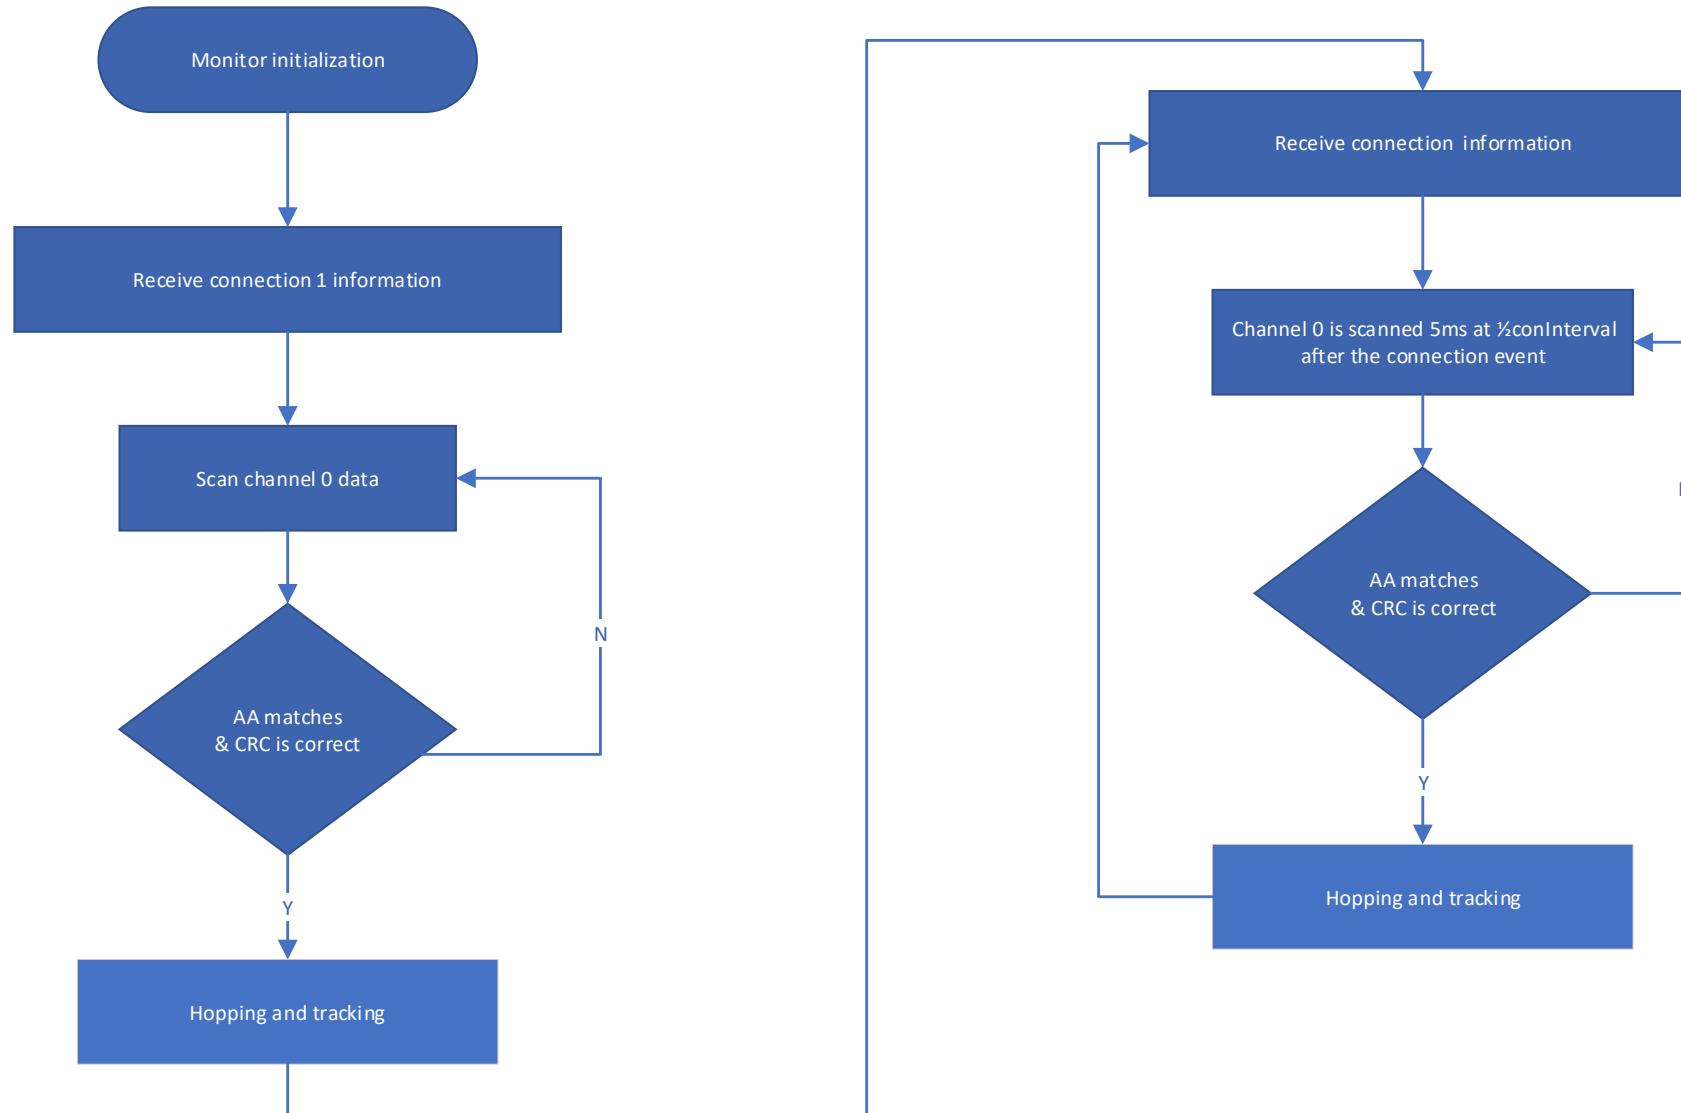 Monitor initialization
Receive connection 1 information
Scan channel 0 data
N
AA matches
& CRC is correct
Y
Hopping and tracking
Receive connection information
Channel 0 is scanned 5ms at ½conInterval
after the connection event
AA matches
& CRC is correct
Y
Hopping and tracking